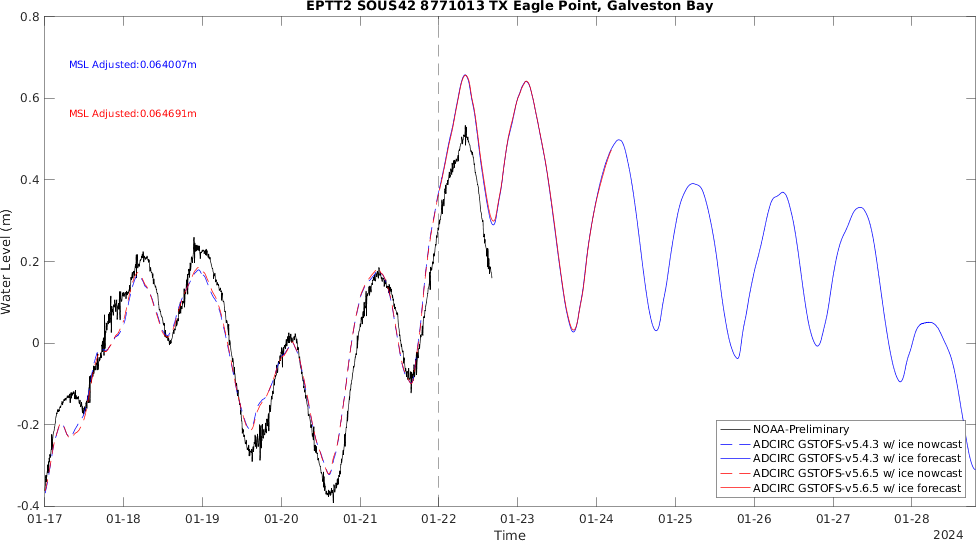 EPTT2 SOUS42 8771013 TX Eagle Point, Galveston Bay
MSL Adjusted:0.064007m
MSL Adjusted:0.064691m
Water Level (m)
0.8
0.6
0.4
0.2
0
-0.2
-0.4
01-17 01-18 01-19 01-20 01-21 01-22 01-23 01-24 01-25 01-26 01-27 01-28
Time
2024
NOAA-Preliminary
ADCIRC GSTOFS-v5.4.3 w/ ice nowcast
ADCIRC GSTOFS-v5.4.3 w/ ice forecast
ADCIRC GSTOFS-v5.6.5 w/ ice nowcast
ADCIRC GSTOFS-v5.6.5 w/ ice forecast